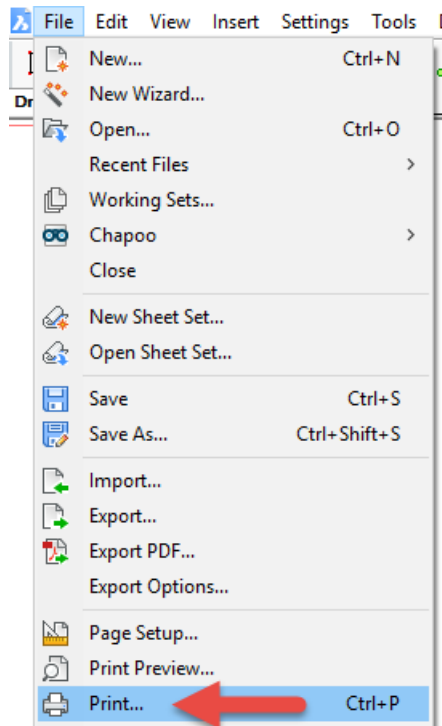 File Edit View Insert Settings Tools
New... Ctrl+N
Dr
New Wizard...
Open... Ctrl+O
Recent Files >
Working Sets...
Chapoo >
Close
New Sheet Set...
Open Sheet Set...
Save Ctrl+S
Save As... Ctrl+Shift+S
Import...
Export...
Export PDF...
Export Options...
Page Setup...
Print Preview...
Print... Ctrl+P